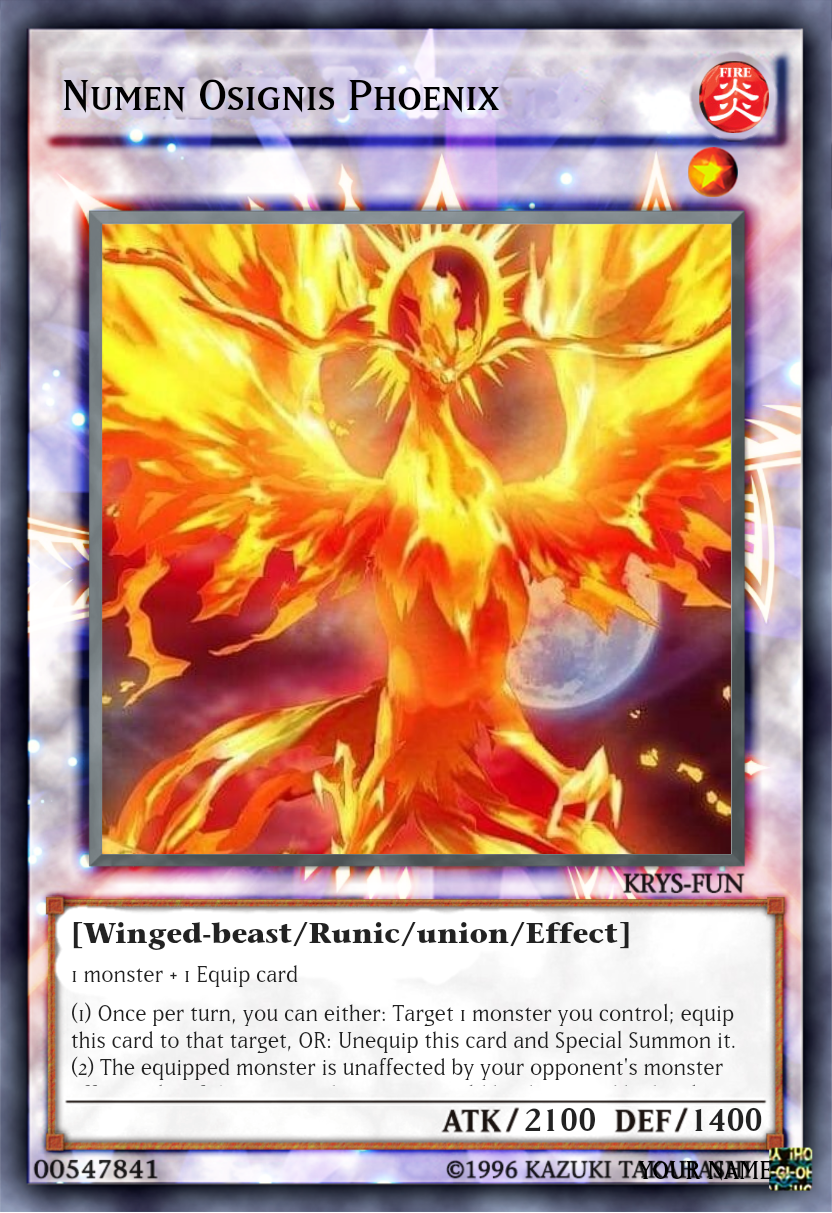 Numen Osignis Phoenix
FIRE
炎
KRYS-FUN
[Winged-beast/Runic/union/Effect]
1 monster + 1 Equip card
(1) Once per turn, you can either: Target 1 monster you control; equip
this card to that target, OR: Unequip this card and Special Summon it.
(2) The equipped monster is unaffected by your opponent's monster
ATK/2100 DEF/1400
00547841
©1996 KAZUKI TAKAHASHI
YOUR NAME